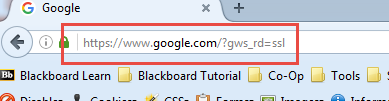 Google
https://www.google.com/?gws_rd=ssl
Bb Blackboard Learn Blackboard Tutorial Co-Op Tools S
Disable Cookies CSS Forms Images